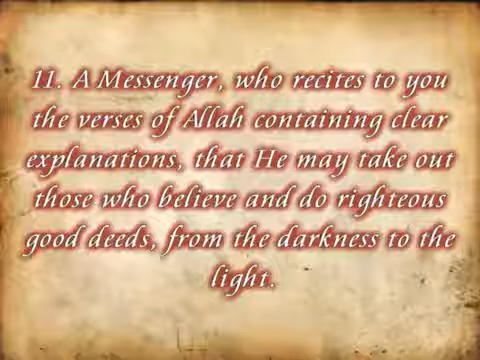 11. A Messenger, who recites to you
the verses of Allah containing clear
explanations, that He may take out
those who believe and do righteous
good deeds, from the darkness to the
light.